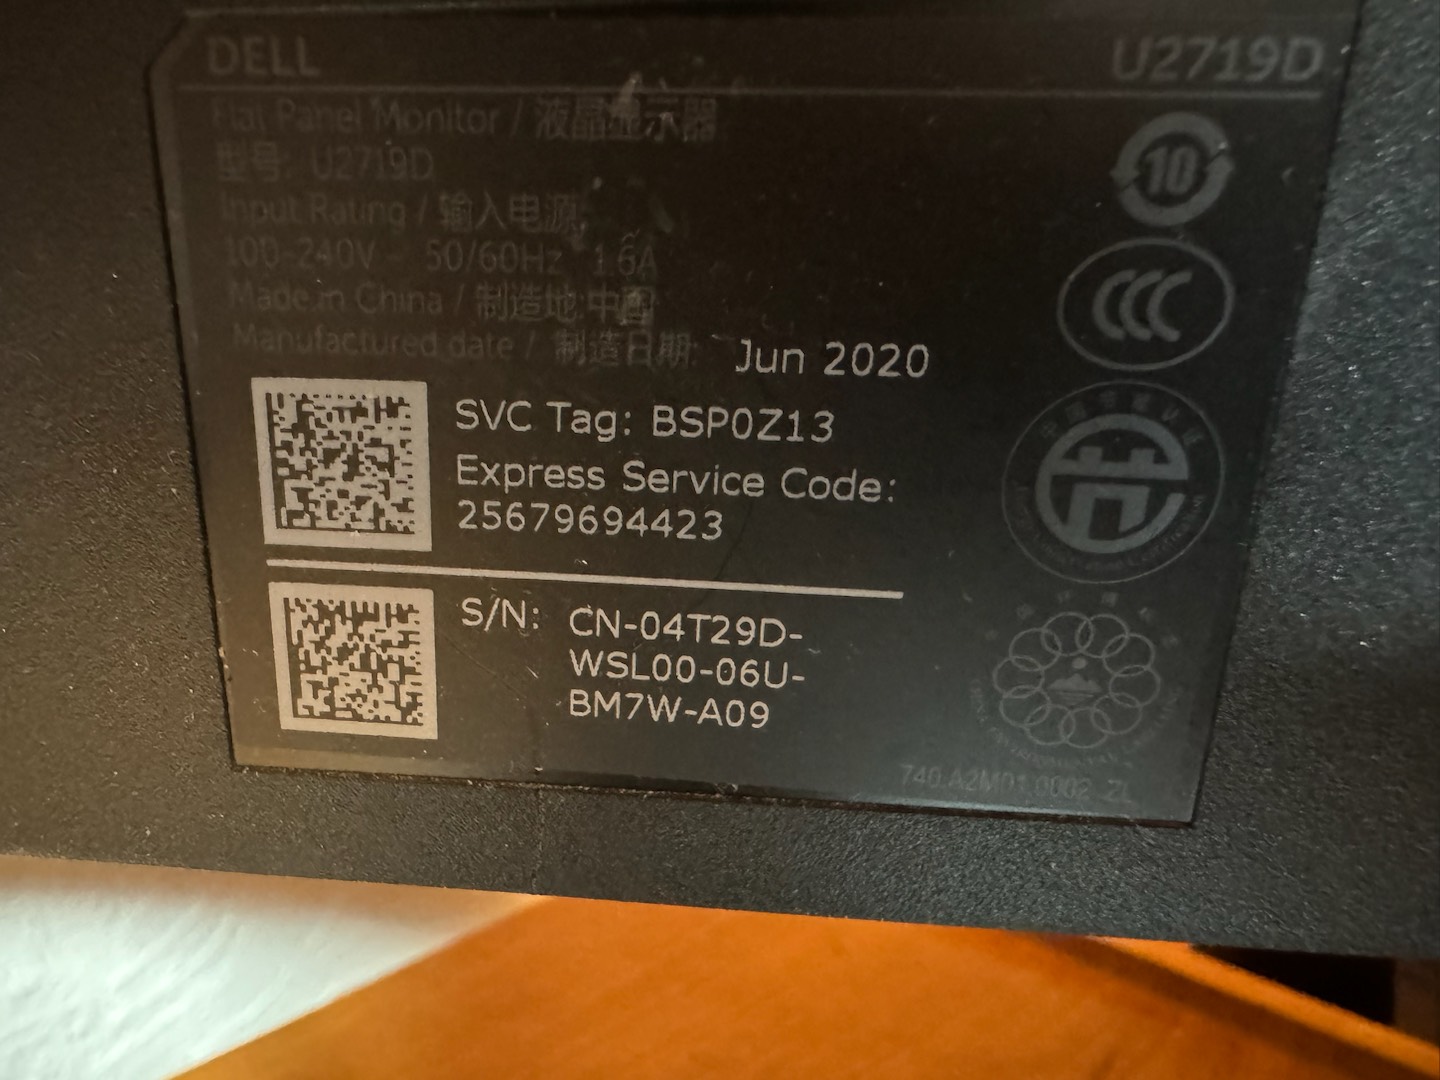 DELL
U2719D
Flat Panel Monitor / 液晶显示器
型号: U2719D
Input Rating / 输入电源:
100-240V ~ 50/60Hz 1.6A
Made in China / 制造地:中国
Manufactured date / 制造日期: Jun 2020
10
SVC Tag: BSP0Z13
Express Service Code:
25679694423
S/N: CN-04T29D-
WSL00-06U-
BM7W-A09
740.A2M01.0002 ZL